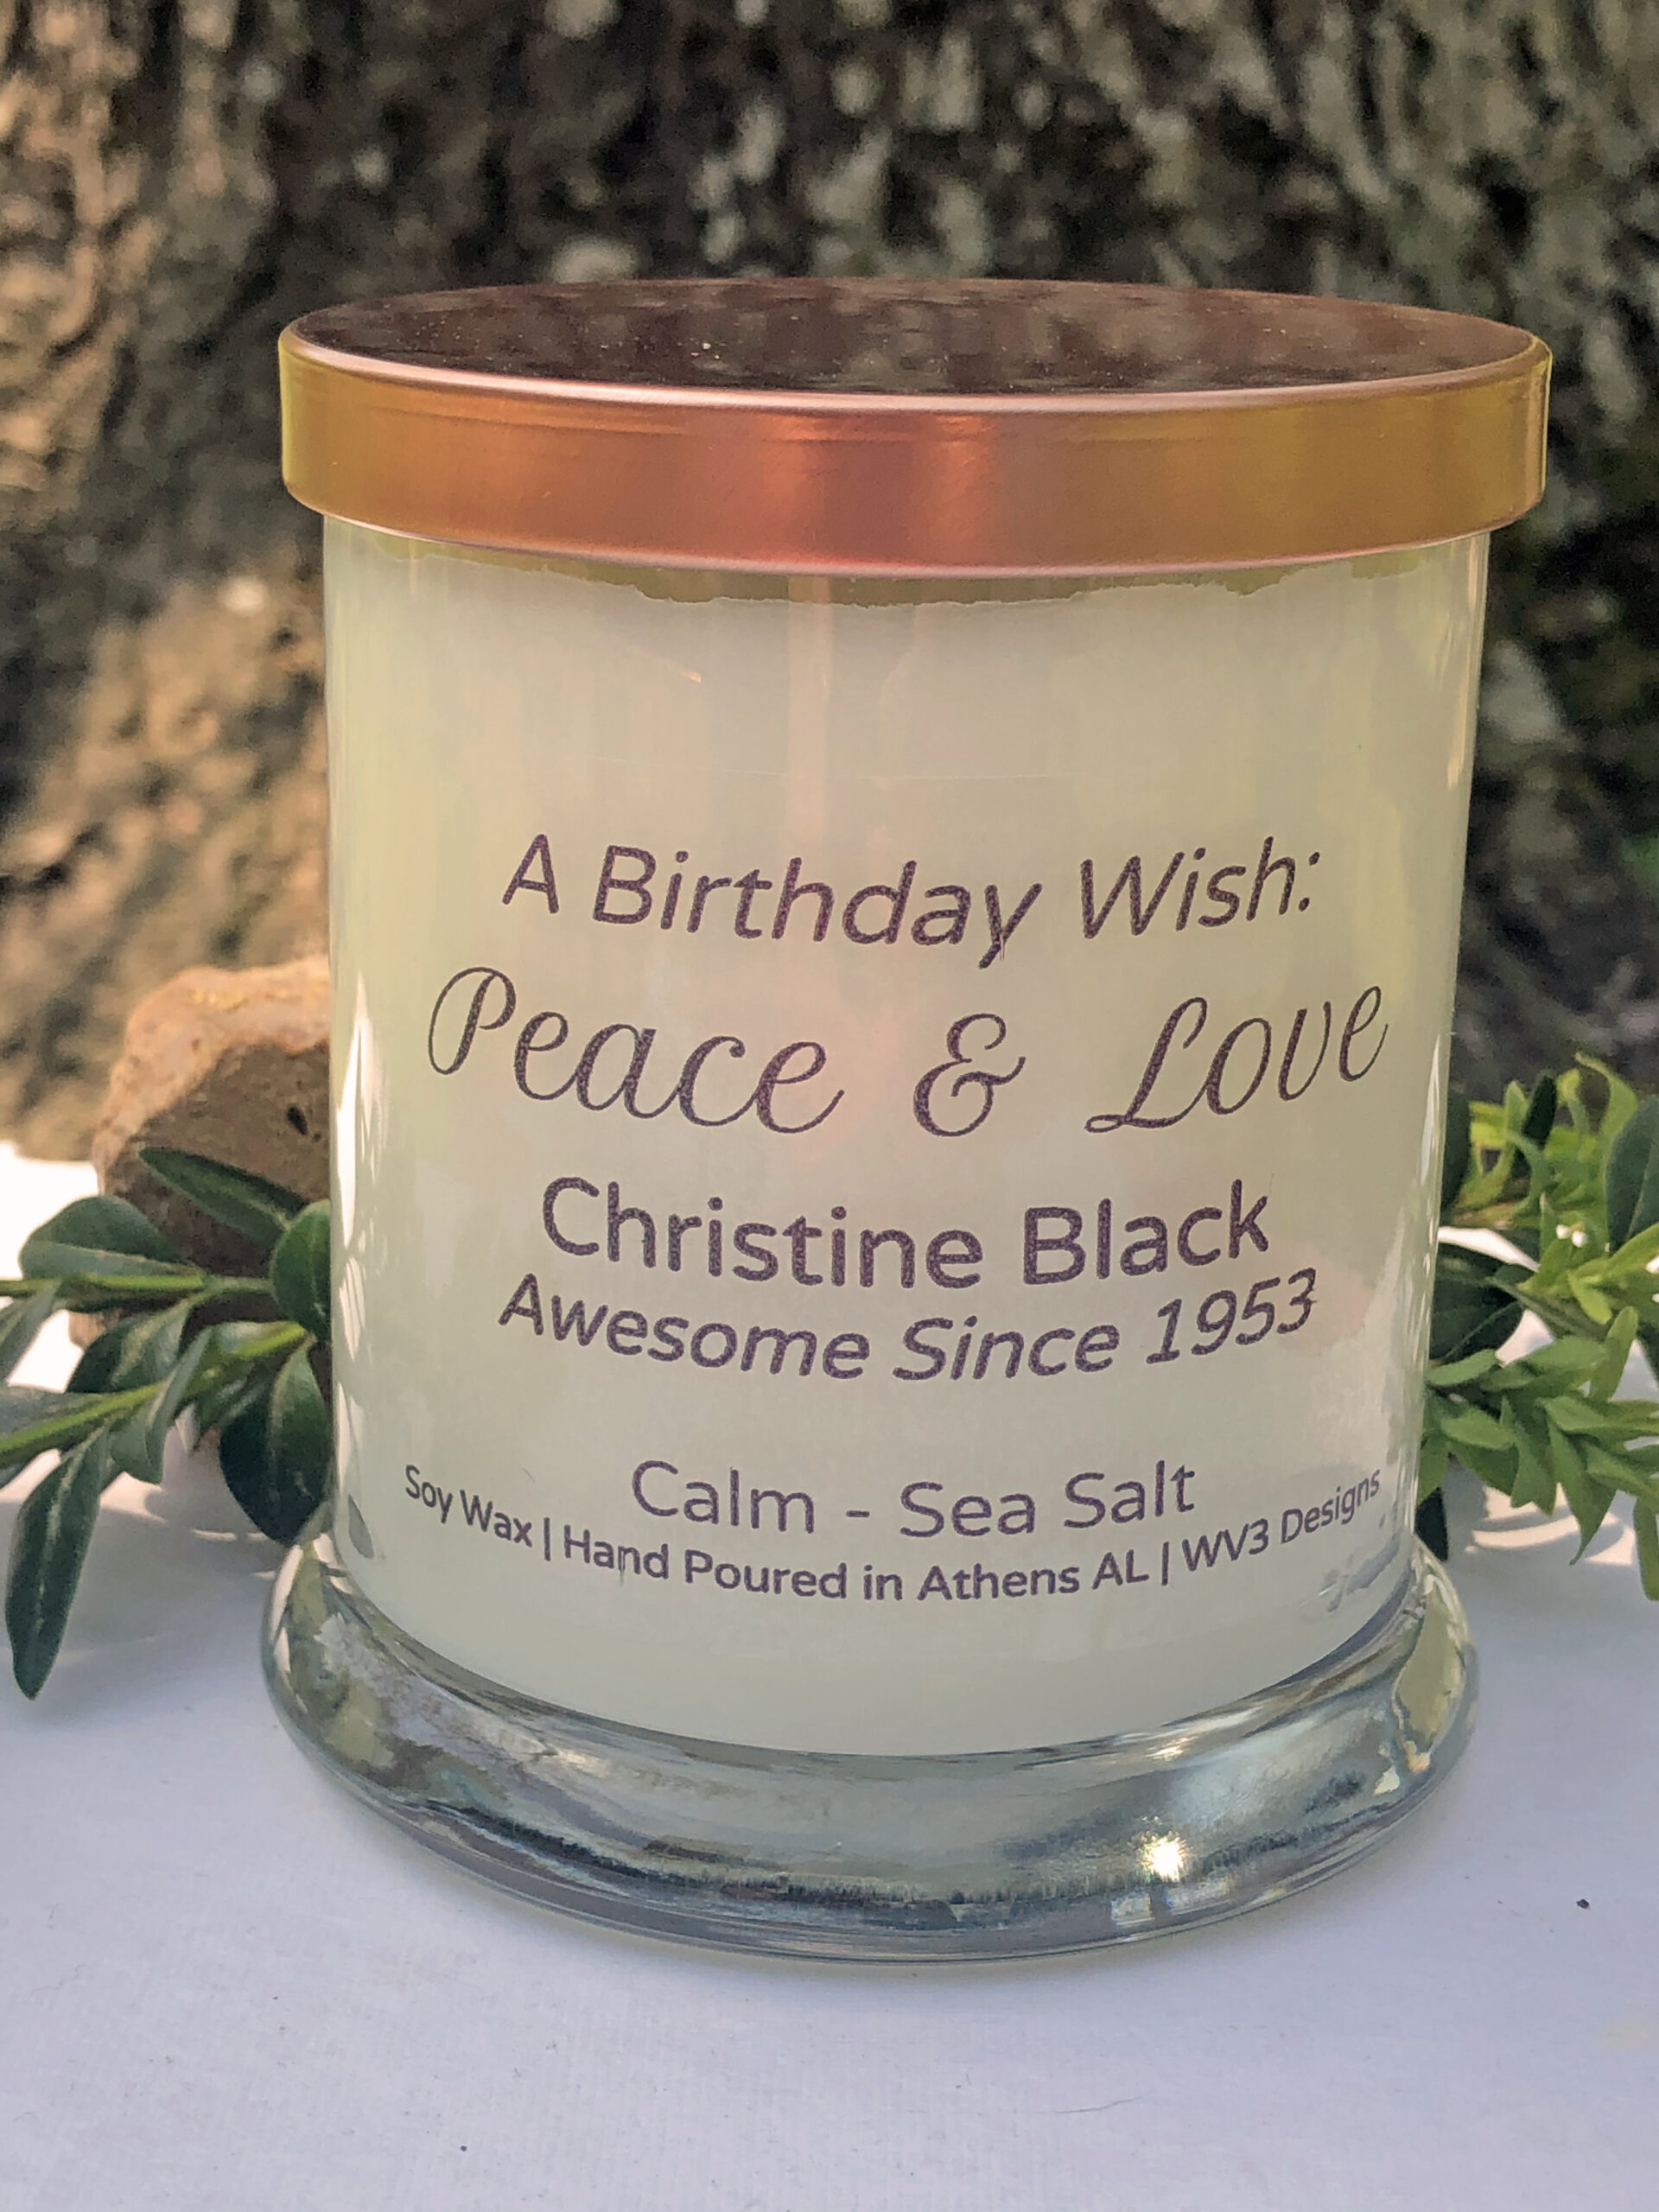 A Birthday Wish:
Peace & Love
Christine Black
Awesome Since 1953
Calm - Sea Salt
Soy Wax | Hand Poured in Athens AL | WV3 Designs